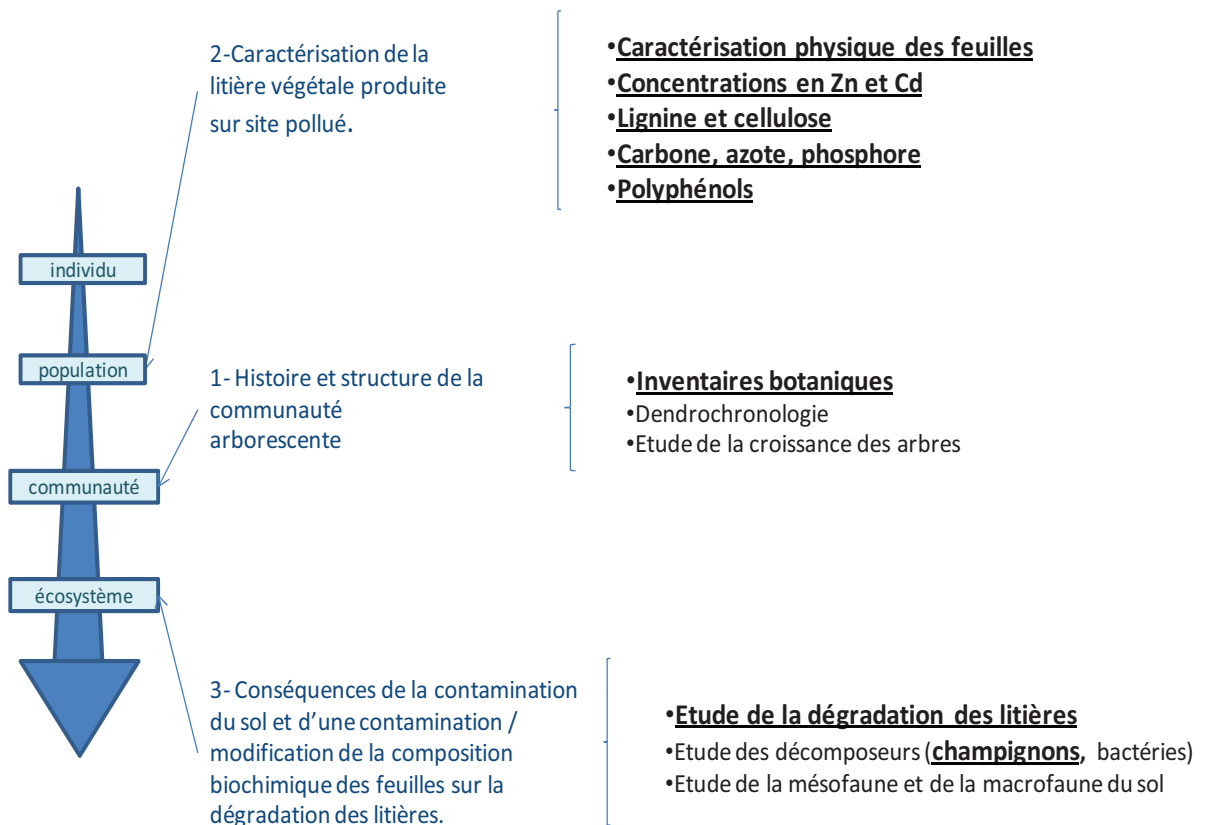 2-Caractérisation de la
litière végétale produite
sur site pollué.
•Caractérisation physique des feuilles
•Concentrations en Zn et Cd
•Lignine et cellulose
•Carbone, azote, phosphore
•Polyphénols
individu
population
1- Histoire et structure de la
communauté
arborescente
•Inventaires botaniques
•Dendrochronologie
•Etude de la croissance des arbres
communauté
écosystème
3- Conséquences de la contamination
du sol et d’une contamination /
modification de la composition
biochimique des feuilles sur la
dégradation des litières.
•Etude de la dégradation des litières
•Etude des décomposeurs (champignons, bactéries)
•Etude de la mésofaune et de la macrofaune du sol